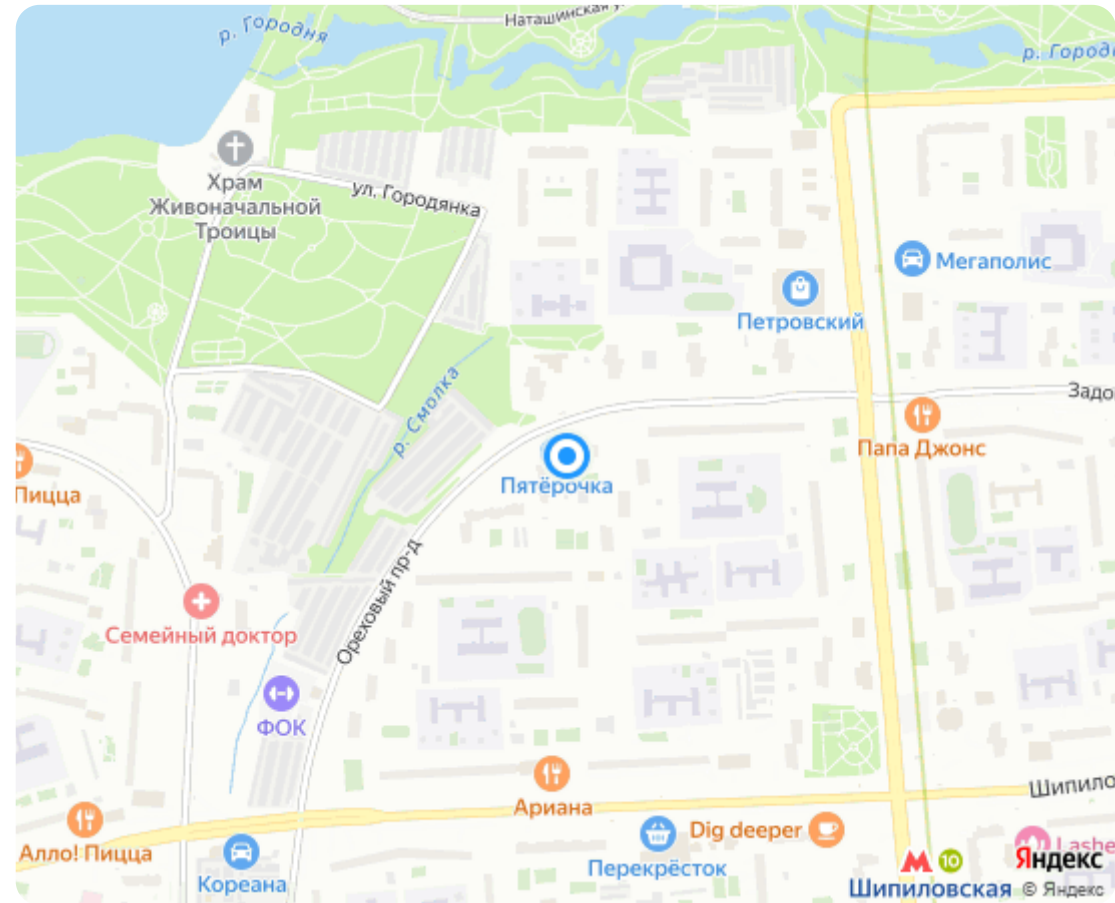 Наташинская у
р. Городня
р. Городн
Храм
Живоначальной
Троицы
ул. Городянка
Мегаполис
Петровский
р. Смолка
Задо
Папа Джонс
Пицца
Пятёрочка
Ореховый пр-д
Семейный доктор
ФОК
Ариана
Шипило
Алло! Пицца
Dig deeper
Кореана
Перекрёсток
М 10
Шипиловская
Lashe
Яндекс
© Яндекс